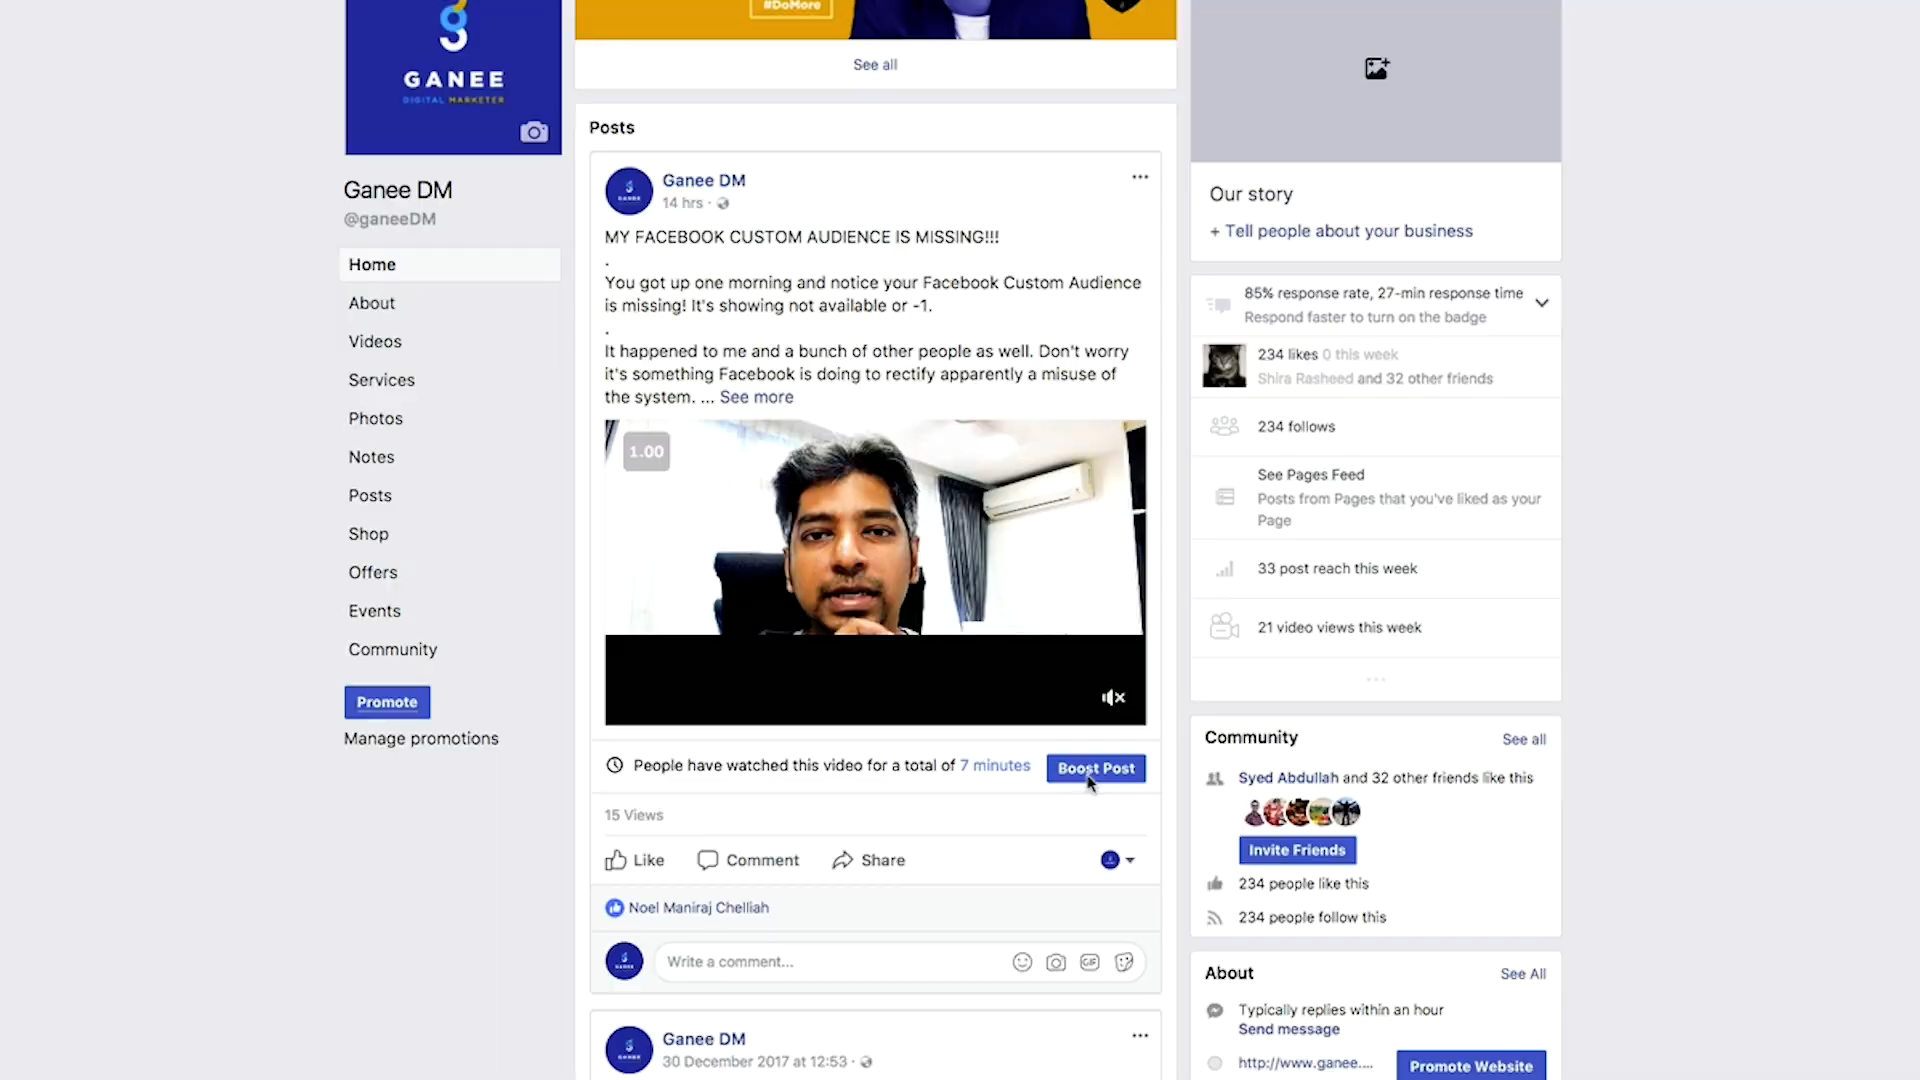 #DoMore
See all
GANEE
DIGITAL MARKETER
Ganee DM
@ganeeDM
Home
About
Videos
Services
Photos
Notes
Posts
Shop
Offers
Events
Community
Promote
Manage promotions
Posts
Ganee DM
14 hrs ·
MY FACEBOOK CUSTOM AUDIENCE IS MISSING!!!
.
You got up one morning and notice your Facebook Custom Audience
is missing! It's showing not available or -1.
.
It happened to me and a bunch of other people as well. Don't worry
it's something Facebook is doing to rectify apparently a misuse of
the system. ... See more
1.00
People have watched this video for a total of 7 minutes
Boost Post
15 Views
Like
Comment
Share
Noel Maniraj Chelliah
Write a comment...
GIF
Ganee DM
30 December 2017 at 12:53 ·
Our story
+ Tell people about your business
85% response rate, 27-min response time
Respond faster to turn on the badge
234 likes 0 this week
Shira Rasheed and 32 other friends
234 follows
See Pages Feed
Posts from Pages that you've liked as your
Page
33 post reach this week
21 video views this week
Community
See all
Syed Abdullah and 32 other friends like this
Invite Friends
234 people like this
234 people follow this
About
See All
Typically replies within an hour
Send message
http://www.ganee....
Promote Website